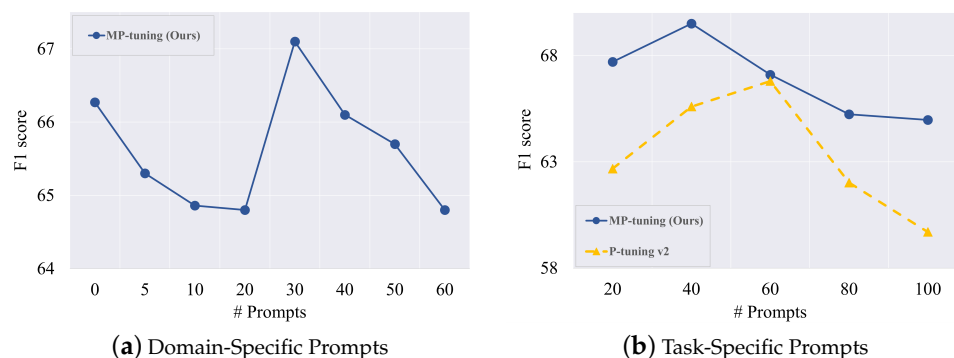 MP-tuning (Ours)
67
66
65
64
F1 score
0 5 10 20 30 40 50 60
# Prompts
(a) Domain-Specific Prompts
68
63
58
F1 score
MP-tuning (Ours)
P-tuning v2
20 40 60 80 100
# Prompts
(b) Task-Specific Prompts